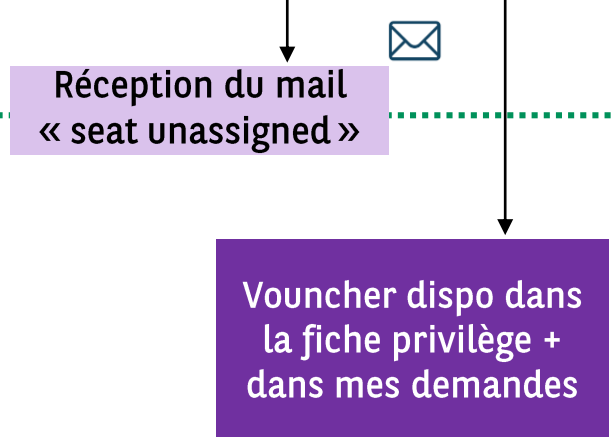 Réception du mail
« seat unassigned »
Vouncher dispo dans
la fiche privilège +
dans mes demandes